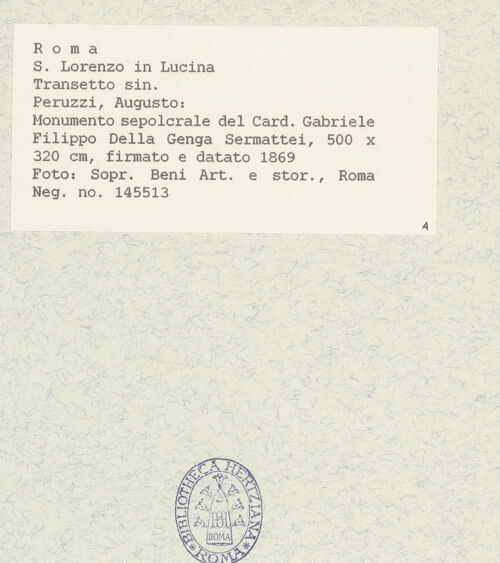 R o m a
S. Lorenzo in Lucina
Transetto sin.
Peruzzi, Augusto:
Monumento sepolcrale del Card. Gabriele
Filippo Della Genga Sermattei, 500 x
320 cm, firmato e datato 1869
Foto: Sopr. Beni Art. e stor., Roma
Neg. no. 145513
A
BIBLIOTHECA HERTZIANA
ROMA
ROMA